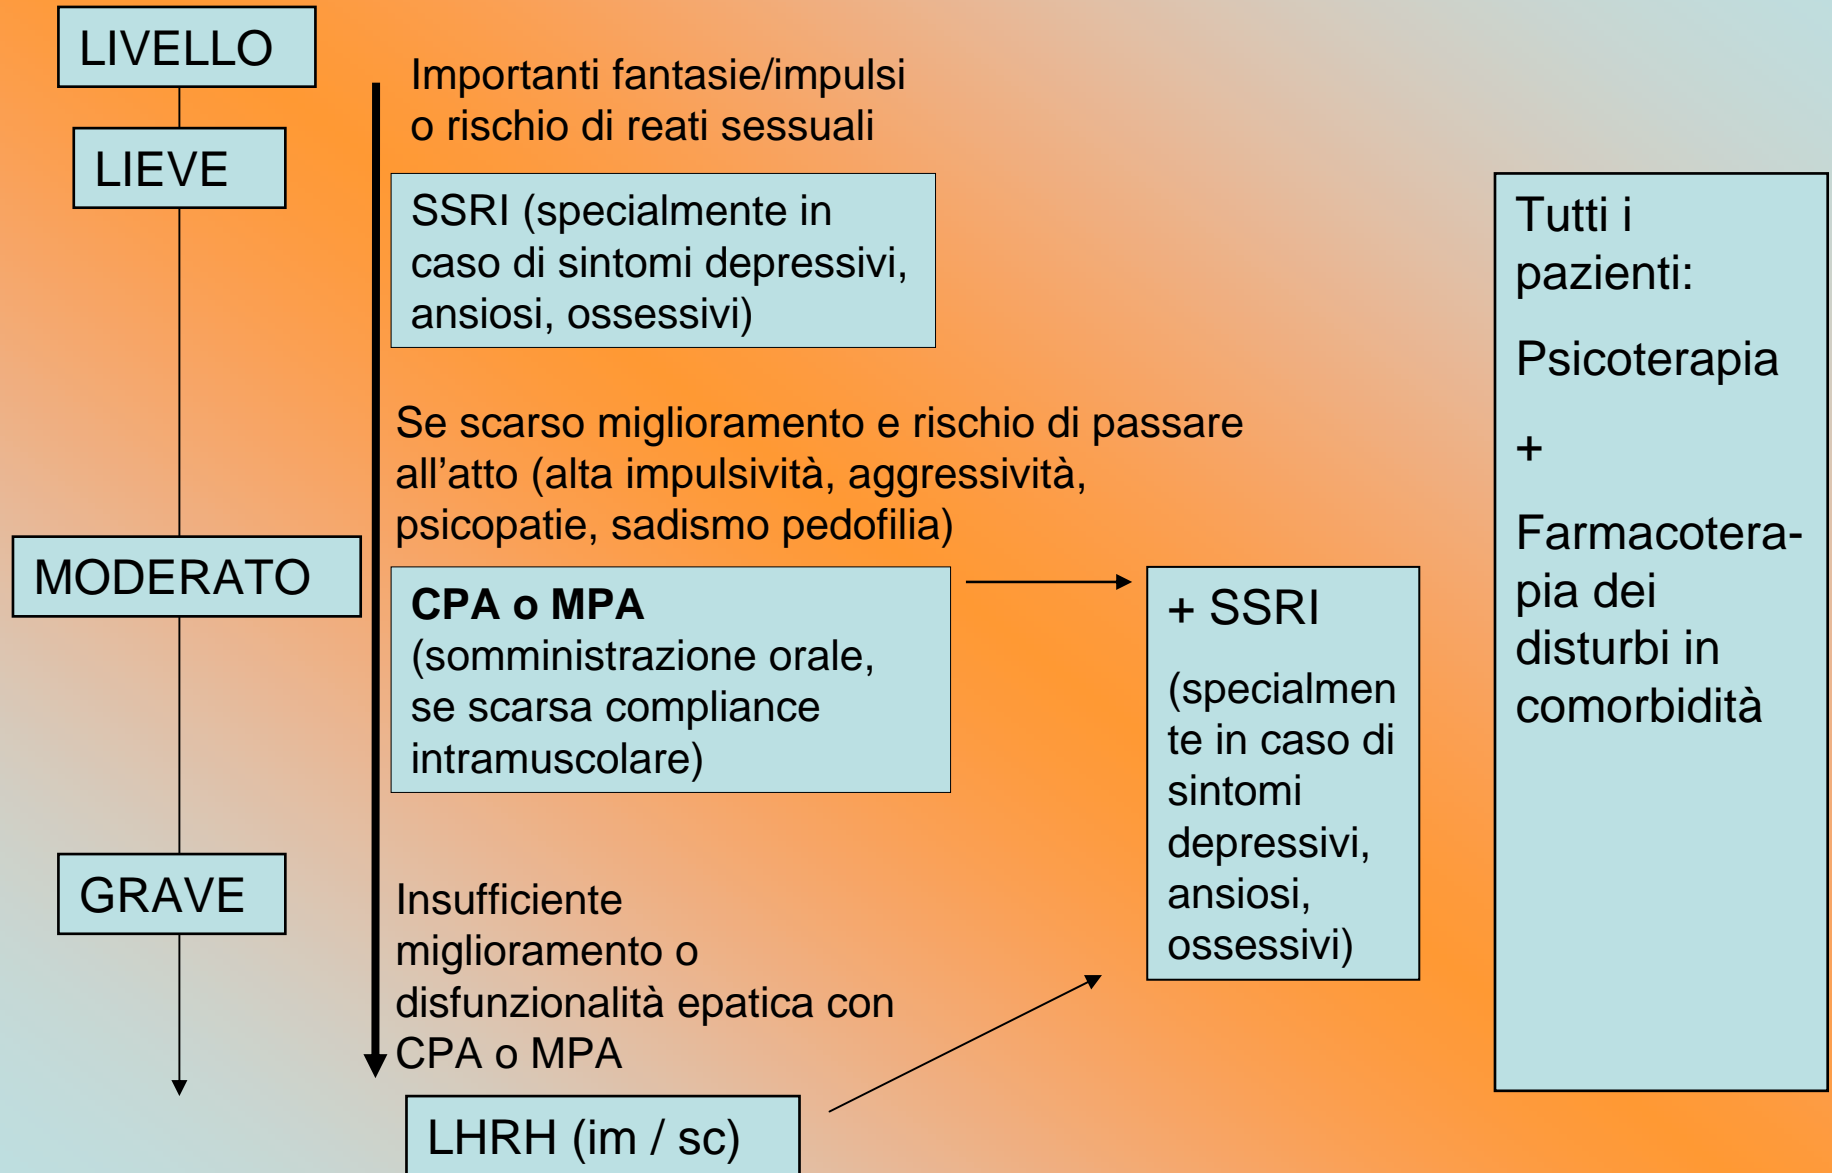 LIVELLO
LIEVE
MODERATO
GRAVE
Importanti fantasie/impulsi
o rischio di reati sessuali
SSRI (specialmente in
caso di sintomi depressivi,
ansiosi, ossessivi)
Se scarso miglioramento e rischio di passare
all’atto (alta impulsività, aggressività,
psicopatie, sadismo pedofilia)
CPA o MPA
(somministrazione orale,
se scarsa compliance
intramuscolare)
Insufficiente
miglioramento o
disfunzionalità epatica con
CPA o MPA
LHRH (im / sc)
+ SSRI
(specialmen
te in caso di
sintomi
depressivi,
ansiosi,
ossessivi)
Tutti i
pazienti:
Psicoterapia
+
Farmacotera-
pia dei
disturbi in
comorbidità